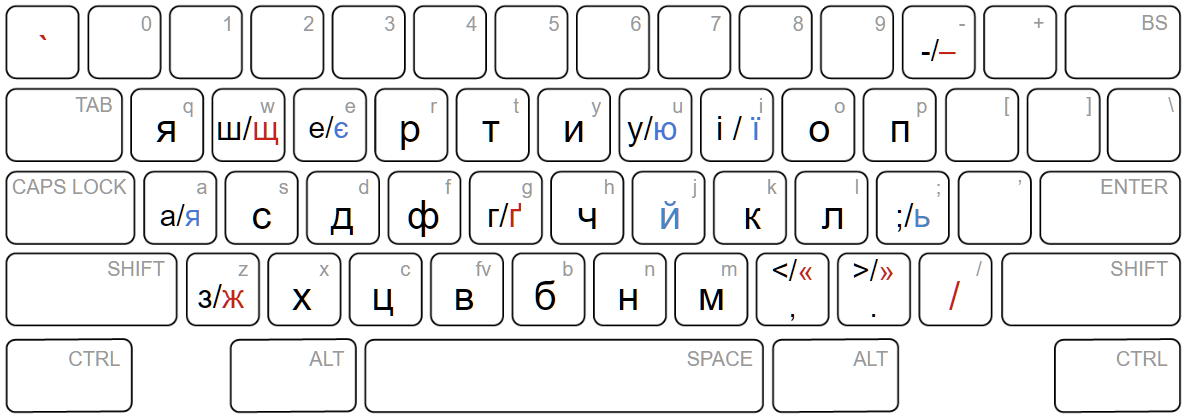 ` 0 1 2 3 4 5 6 7 8 9 - -/– + BS
TAB q я w ш/щ e е/є r р t т y и u у/ю i і / ї o о p п [ ] \
CAPS LOCK a а/я s с d д f ф g г/ґ h ч j й k к l л ; ;/ь ’ ENTER
SHIFT z з/ж x х c ц fv в b б n н m м </« , >/» . / / SHIFT
CTRL ALT SPACE ALT CTRL